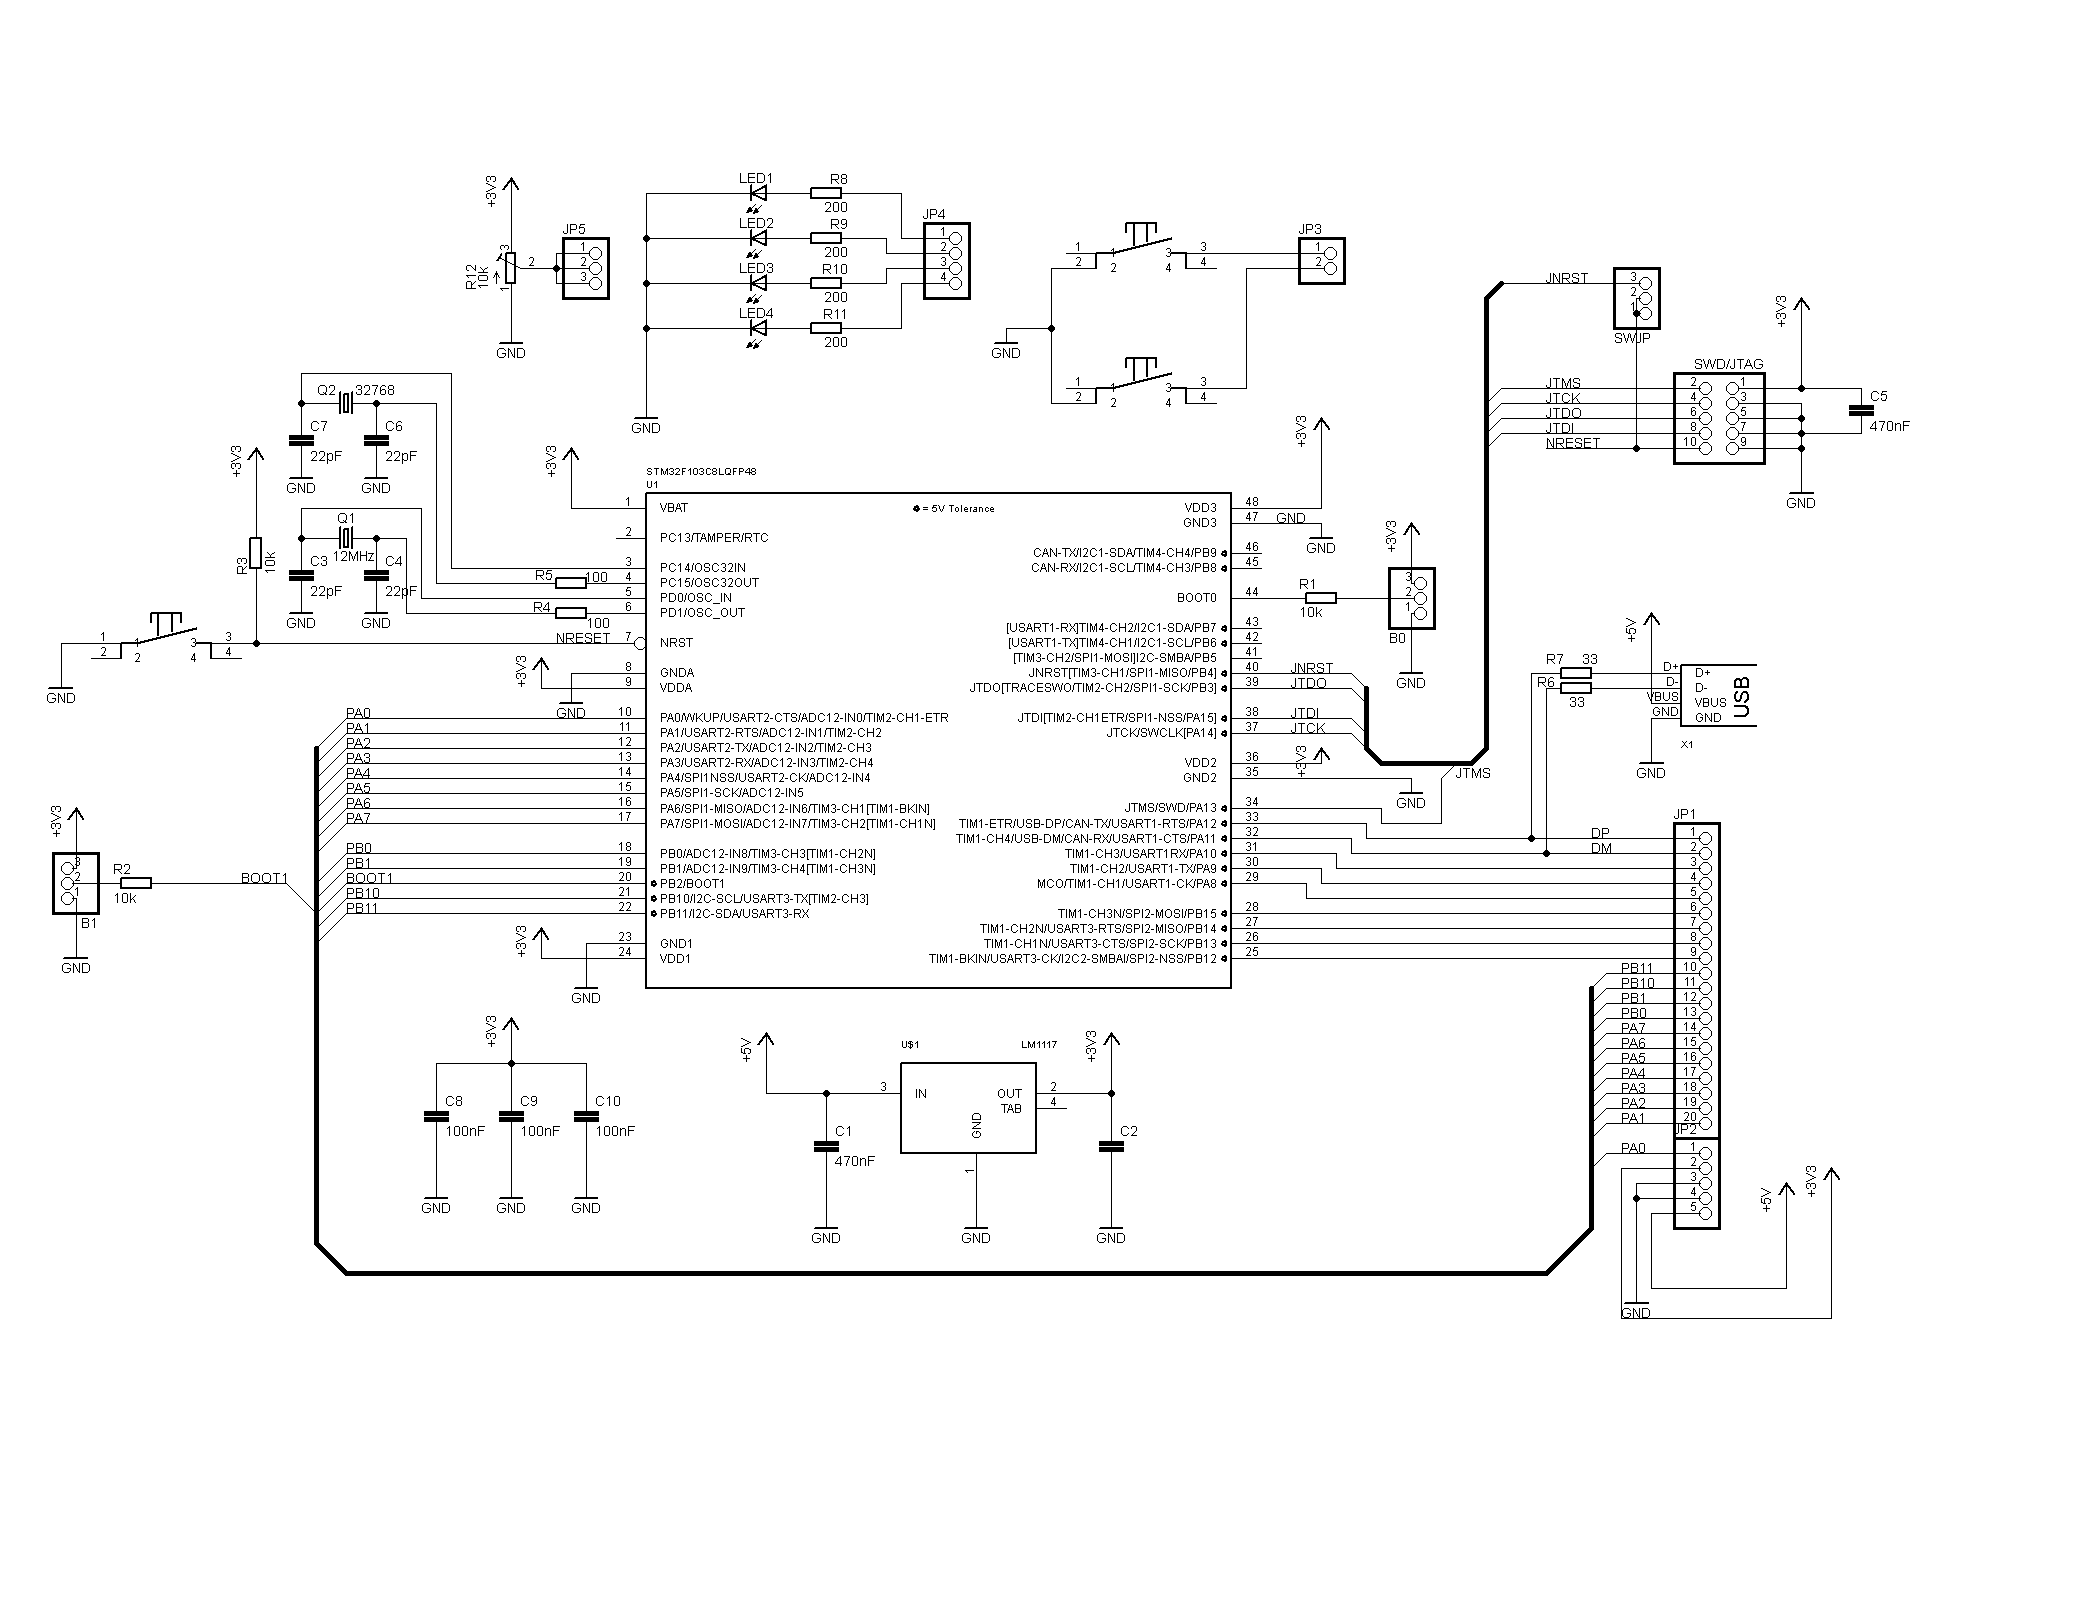 +3V3
R12
10k
3
2
1
GND
JP5
1
2
3
LED1
R8
200
LED2
R9
200
LED3
R10
200
LED4
R11
200
GND
JP4
1
2
3
4
1
2
1
2
3
4
3
4
GND
1
2
1
2
3
4
3
4
JP3
1
2
JNRST
3
2
1
SWJP
+3V3
SWD/JTAG
JTMS
2
1
JTCK
4
3
JTDO
6
5
JTDI
8
7
NRESET
10
9
C5
470nF
GND
Q2
32768
C7
22pF
C6
22pF
GND
GND
+3V3
R3
10k
Q1
12MHz
C3
22pF
C4
22pF
GND
GND
R5
100
R4
100
1
2
1
2
3
4
3
4
GND
NRESET
+3V3
STM32F103C8LQFP48
U1
= 5V Tolerance
1
VBAT
2
PC13/TAMPER/RTC
3
PC14/OSC32IN
4
PC15/OSC32OUT
5
PD0/OSC_IN
6
PD1/OSC_OUT
7
NRST
+3V3
8
GNDA
9
VDDA
GND
PA0
10
PA0/WKUP/USART2-CTS/ADC12-IN0/TIM2-CH1-ETR
PA1
11
PA1/USART2-RTS/ADC12-IN1/TIM2-CH2
PA2
12
PA2/USART2-TX/ADC12-IN2/TIM2-CH3
PA3
13
PA3/USART2-RX/ADC12-IN3/TIM2-CH4
PA4
14
PA4/SPI1NSS/USART2-CK/ADC12-IN4
PA5
15
PA5/SPI1-SCK/ADC12-IN5
PA6
16
PA6/SPI1-MISO/ADC12-IN6/TIM3-CH1[TIM1-BKIN]
PA7
17
PA7/SPI1-MOSI/ADC12-IN7/TIM3-CH2[TIM1-CH1N]
PB0
18
PB0/ADC12-IN8/TIM3-CH3[TIM1-CH2N]
PB1
19
PB1/ADC12-IN9/TIM3-CH4[TIM1-CH3N]
BOOT1
20
PB2/BOOT1
PB10
21
PB10/I2C-SCL/USART3-TX[TIM2-CH3]
PB11
22
PB11/I2C-SDA/USART3-RX
+3V3
23
GND1
24
VDD1
GND
VDD3
48
GND3
47
GND
GND
+3V3
CAN-TX/I2C1-SDA/TIM4-CH4/PB9
46
CAN-RX/I2C1-SCL/TIM4-CH3/PB8
45
BOOT0
44
R1
10k
+3V3
3
2
1
B0
GND
[USART1-RX]TIM4-CH2/I2C1-SDA/PB7
43
[USART1-TX]TIM4-CH1/I2C1-SCL/PB6
42
[TIM3-CH2/SPI1-MOSI]I2C-SMBA/PB5
41
JNRST[TIM3-CH1/SPI1-MISO/PB4]
40
JNRST
JTDO[TRACESWO/TIM2-CH2/SPI1-SCK/PB3]
39
JTDO
JTDI[TIM2-CH1ETR/SPI1-NSS/PA15]
38
JTDI
JTCK/SWCLK[PA14]
37
JTCK
VDD2
36
+3V3
GND2
35
GND
JTMS
JTMS/SWD/PA13
34
TIM1-ETR/USB-DP/CAN-TX/USART1-RTS/PA12
33
TIM1-CH4/USB-DM/CAN-RX/USART1-CTS/PA11
32
TIM1-CH3/USART1RX/PA10
31
TIM1-CH2/USART1-TX/PA9
30
MCO/TIM1-CH1/USART1-CK/PA8
29
TIM1-CH3N/SPI2-MOSI/PB15
28
TIM1-CH2N/USART3-RTS/SPI2-MISO/PB14
27
TIM1-CH1N/USART3-CTS/SPI2-SCK/PB13
26
TIM1-BKIN/USART3-CK/I2C2-SMBAI/SPI2-NSS/PB12
25
+5V
R7
33
R6
33
D+
D-
VBUS
GND
D+
D-
VBUS
GND
USB
X1
GND
+3V3
3
2
1
B1
R2
10k
BOOT1
GND
JP1
DP
1
DM
2
3
4
5
6
7
8
9
PB11
10
PB10
11
PB1
12
PB0
13
PA7
14
PA6
15
PA5
16
PA4
17
PA3
18
PA2
19
PA1
20
JP2
PA0
1
2
3
4
5
GND
+5V
+3V3
+3V3
C8
100nF
C9
100nF
C10
100nF
GND
GND
GND
+5V
U$1
LM1117
3
IN
OUT
2
TAB
4
GND
1
+3V3
C1
470nF
C2
GND
GND
GND